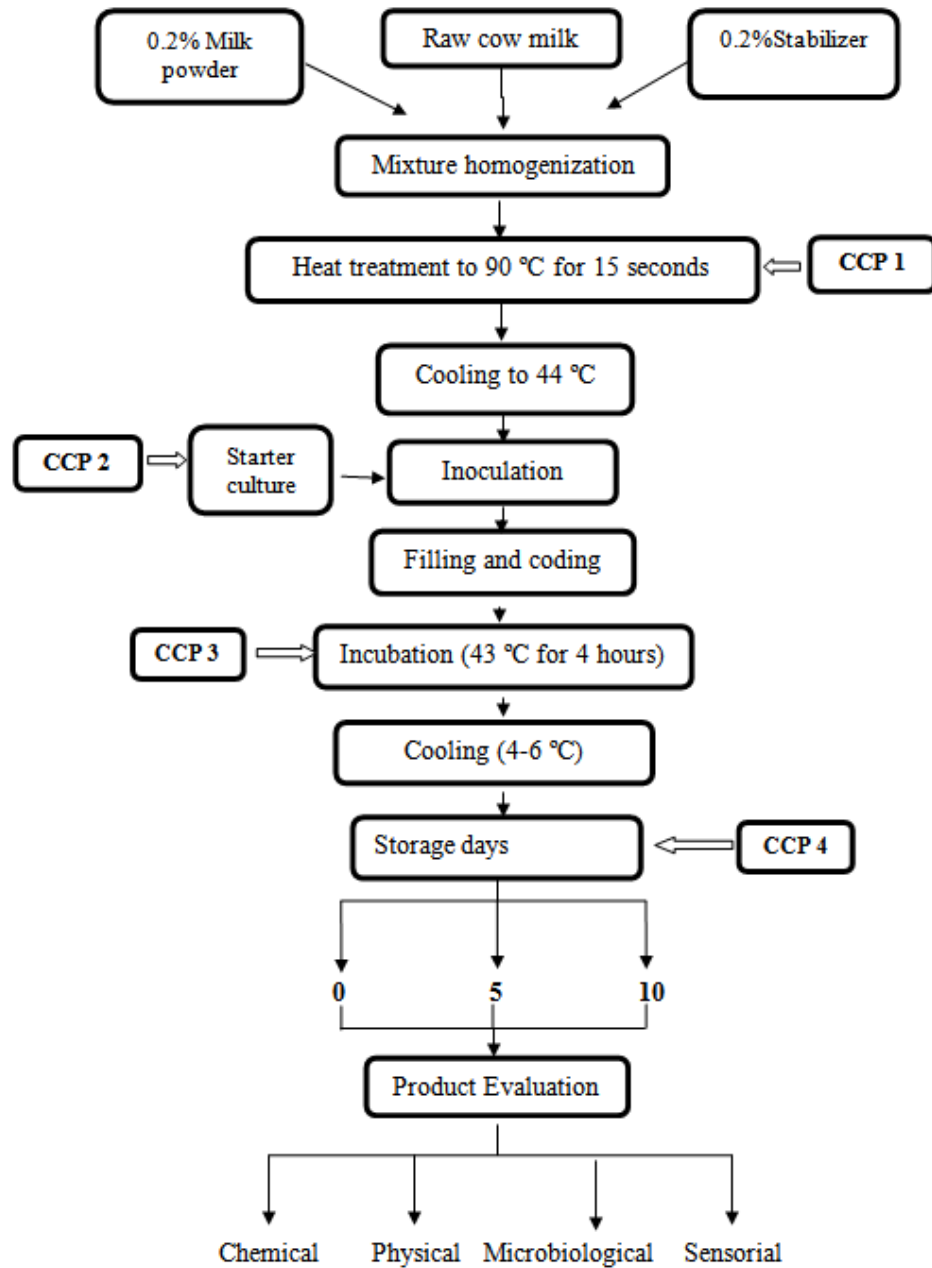 0.2% Milk
powder
Raw cow milk
0.2%Stabilizer
Mixture homogenization
Heat treatment to 90 ℃ for 15 seconds
CCP 1
Cooling to 44 ℃
CCP 2
Starter
culture
Inoculation
Filling and coding
CCP 3
Incubation (43 ℃ for 4 hours)
Cooling (4-6 ℃)
Storage days
CCP 4
0
5
10
Product Evaluation
Chemical
Physical
Microbiological
Sensorial